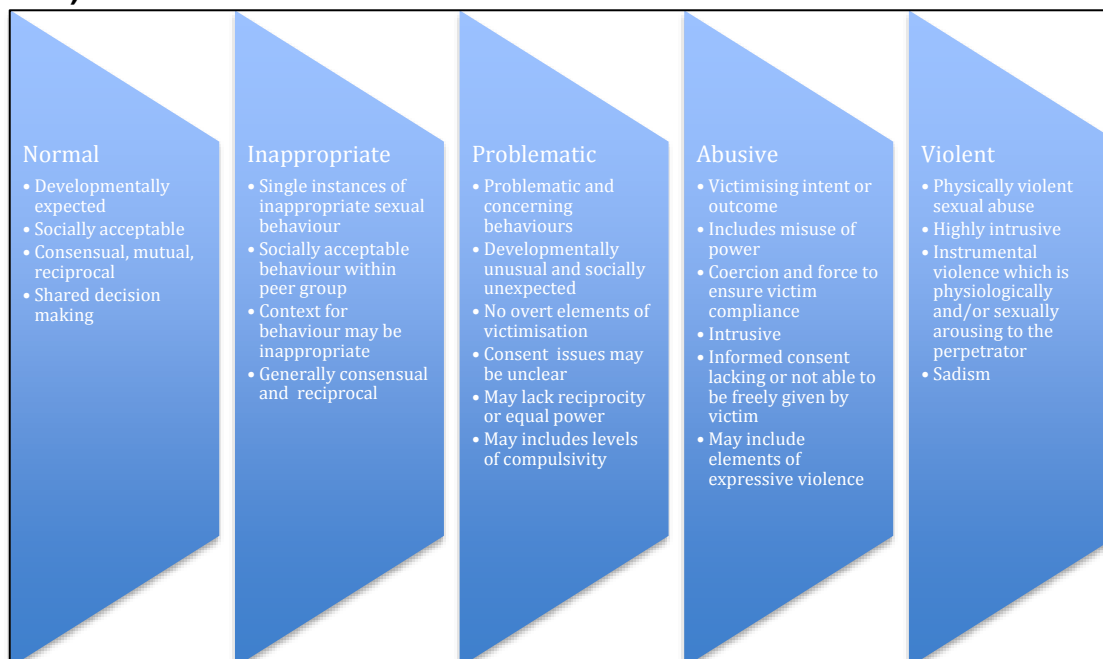 Normal
• Developmentally
expected
• Socially acceptable
• Consensual, mutual,
reciprocal
• Shared decision
making
Inappropriate
• Single instances of
inappropriate sexual
behaviour
• Socially acceptable
behaviour within
peer group
• Context for
behaviour may be
inappropriate
• Generally consensual
and reciprocal
Problematic
• Problematic and
concerning
behaviours
• Developmentally
unusual and socially
unexpected
• No overt elements of
victimisation
• Consent issues may
be unclear
• May lack reciprocity
or equal power
• May includes levels
of compulsivity
Abusive
• Victimising intent or
outcome
• Includes misuse of
power
• Coercion and force to
ensure victim
compliance
• Intrusive
• Informed consent
lacking or not able to
be freely given by
victim
• May include
elements of
expressive violence
Violent
• Physically violent
sexual abuse
• Highly intrusive
• Instrumental
violence which is
physiologically
and/or sexually
arousing to the
perpetrator
• Sadism